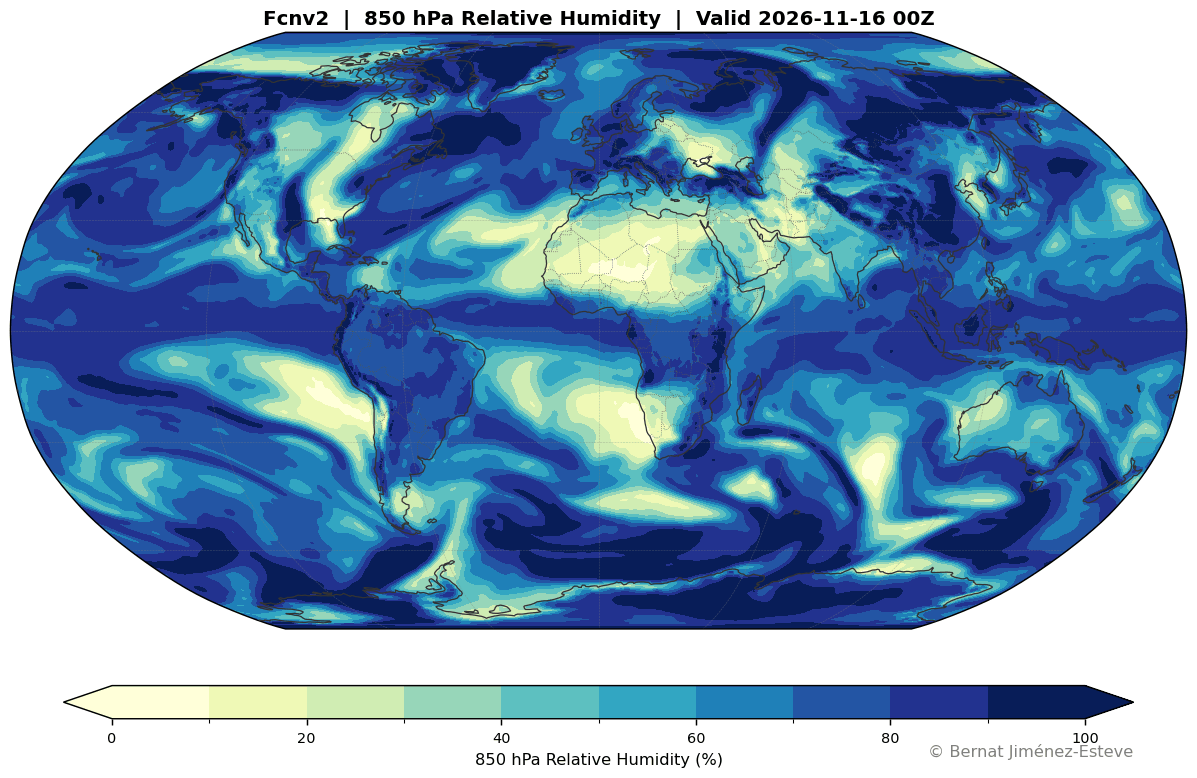 Fcnv2 | 850 hPa Relative Humidity | Valid 2026-11-16 00Z
0 20 40 60 80 100
850 hPa Relative Humidity (%)
© Bernat Jiménez-Esteve